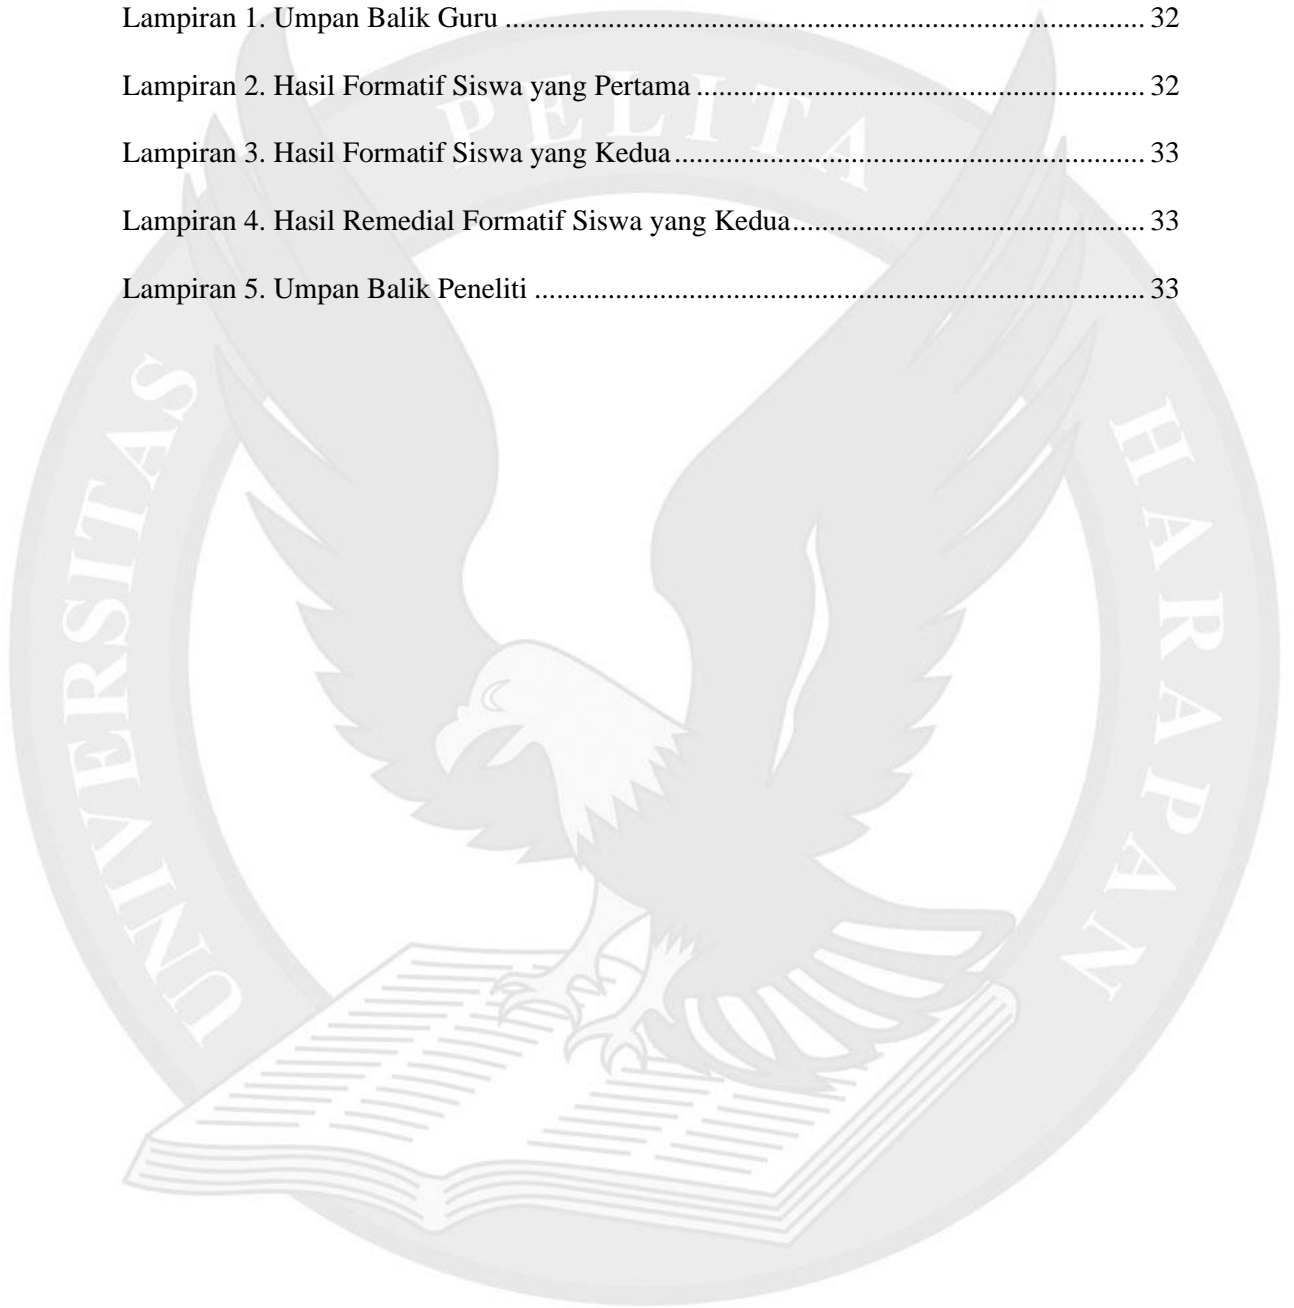 Lampiran 1. Umpan Balik Guru ....................................................................................... 32
Lampiran 2. Hasil Formatif Siswa yang Pertama ............................................................. 32
Lampiran 3. Hasil Formatif Siswa yang Kedua ................................................................ 33
Lampiran 4. Hasil Remedial Formatif Siswa yang Kedua ................................................ 33
Lampiran 5. Umpan Balik Peneliti ................................................................................... 33
UNIVERSITAS PELITA HARAPAN